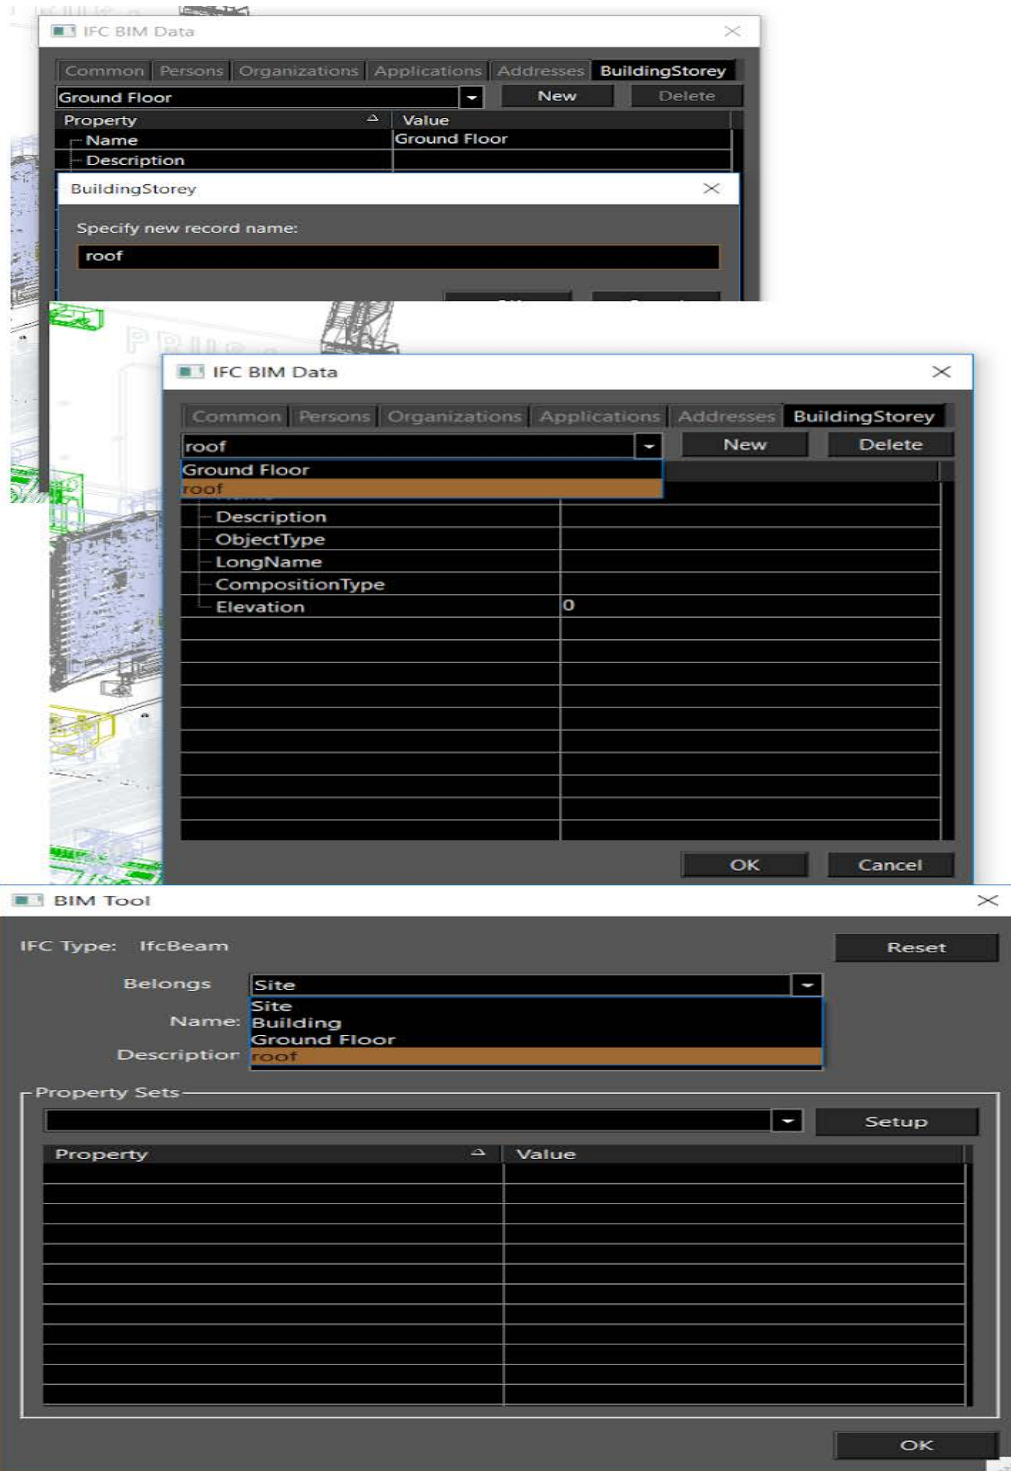 IFC BIM Data
Common Persons Organizations Applications Addresses BuildingStorey
Ground Floor New Delete
Property Value
Name Ground Floor
Description
BuildingStorey
Specify new record name:
roof
IFC BIM Data
Common Persons Organizations Applications Addresses BuildingStorey
roof New Delete
Ground Floor
roof
Description
ObjectType
LongName
CompositionType
Elevation 0
OK Cancel
BIM Tool
IFC Type: IfcBeam Reset
Belongs Site
Site
Name: Building
Ground Floor
Description roof
Property Sets
Setup
Property Value
OK